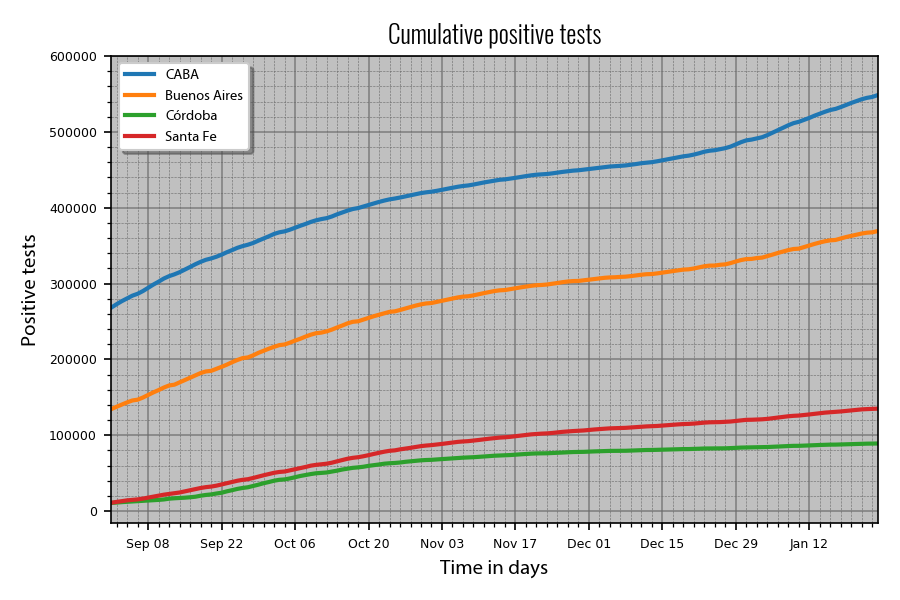 Cumulative positive tests
600000
500000
400000
300000
200000
100000
0
Positive tests
CABA
Buenos Aires
Córdoba
Santa Fe
Sep 08 Sep 22 Oct 06 Oct 20 Nov 03 Nov 17 Dec 01 Dec 15 Dec 29 Jan 12
Time in days